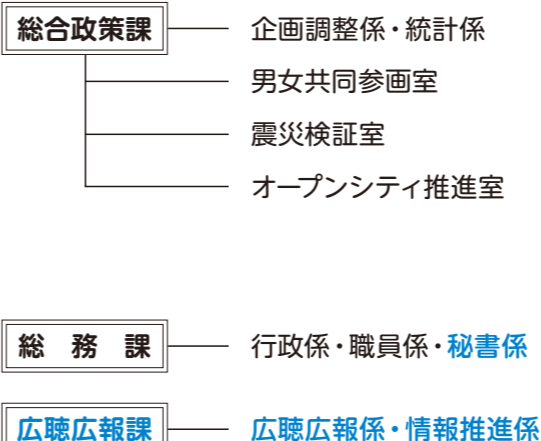 総合政策課 企画調整係・統計係
男女共同参画室
震災検証室
オープンシティ推進室
総務課 行政係・職員係・秘書係
広聴広報課 広聴広報係・情報推進係